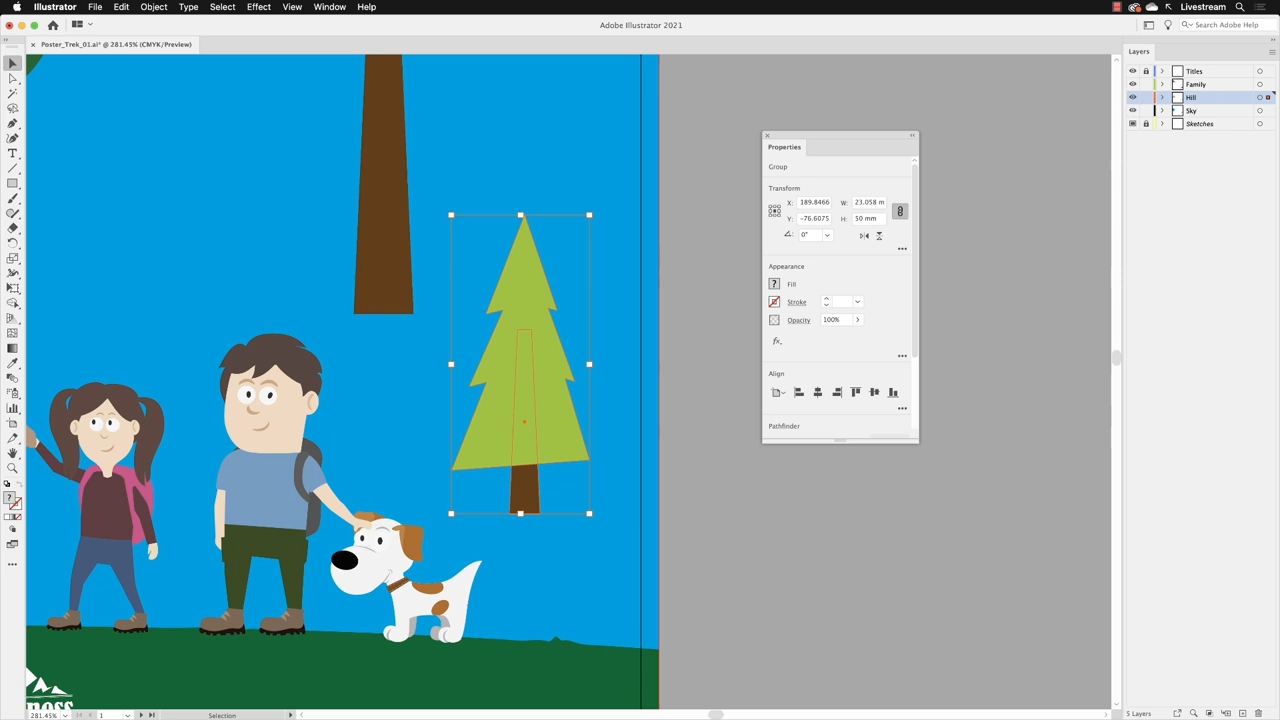 Illustrator File Edit Object Type Select Effect View Window Help Livestream
Adobe Illustrator 2021
Search Adobe Help
Poster_Trek_01.ai* @ 281.45% (CMYK/Preview)
Layers
Titles
Family
Hill
Sky
Sketches
Properties
Group
Transform
X: 189.8466 W: 23.058 m
Y: -76.6075 H: 50 mm
0°
Appearance
? Fill
Stroke
Opacity 100%
fx
Align
Pathfinder
ness
281.45% 1 Selection
5 Layers